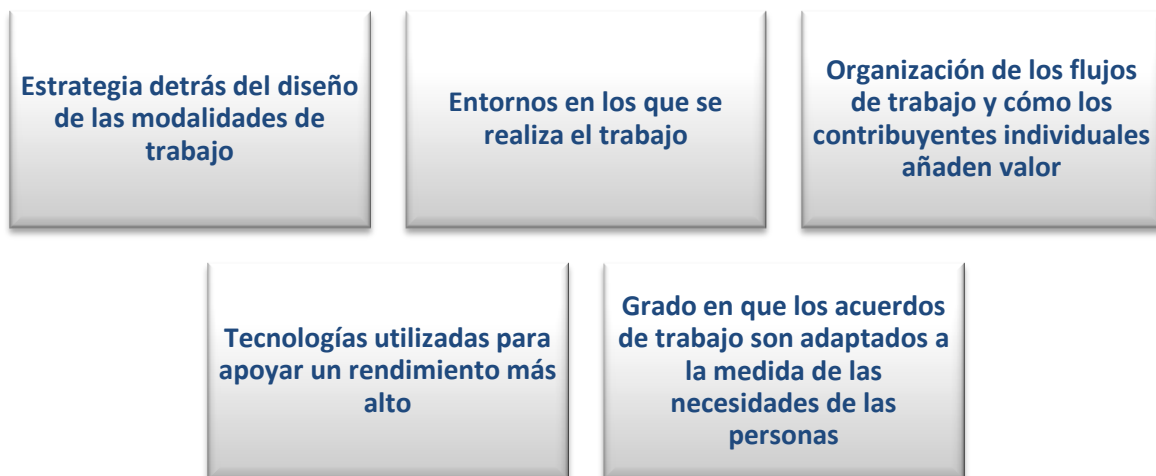 Estrategia detrás del diseño
de las modalidades de
trabajo
Entornos en los que se
realiza el trabajo
Organización de los flujos
de trabajo y cómo los
contribuyentes individuales
añaden valor
Tecnologías utilizadas para
apoyar un rendimiento más
alto
Grado en que los acuerdos
de trabajo son adaptados a
la medida de las
necesidades de las
personas